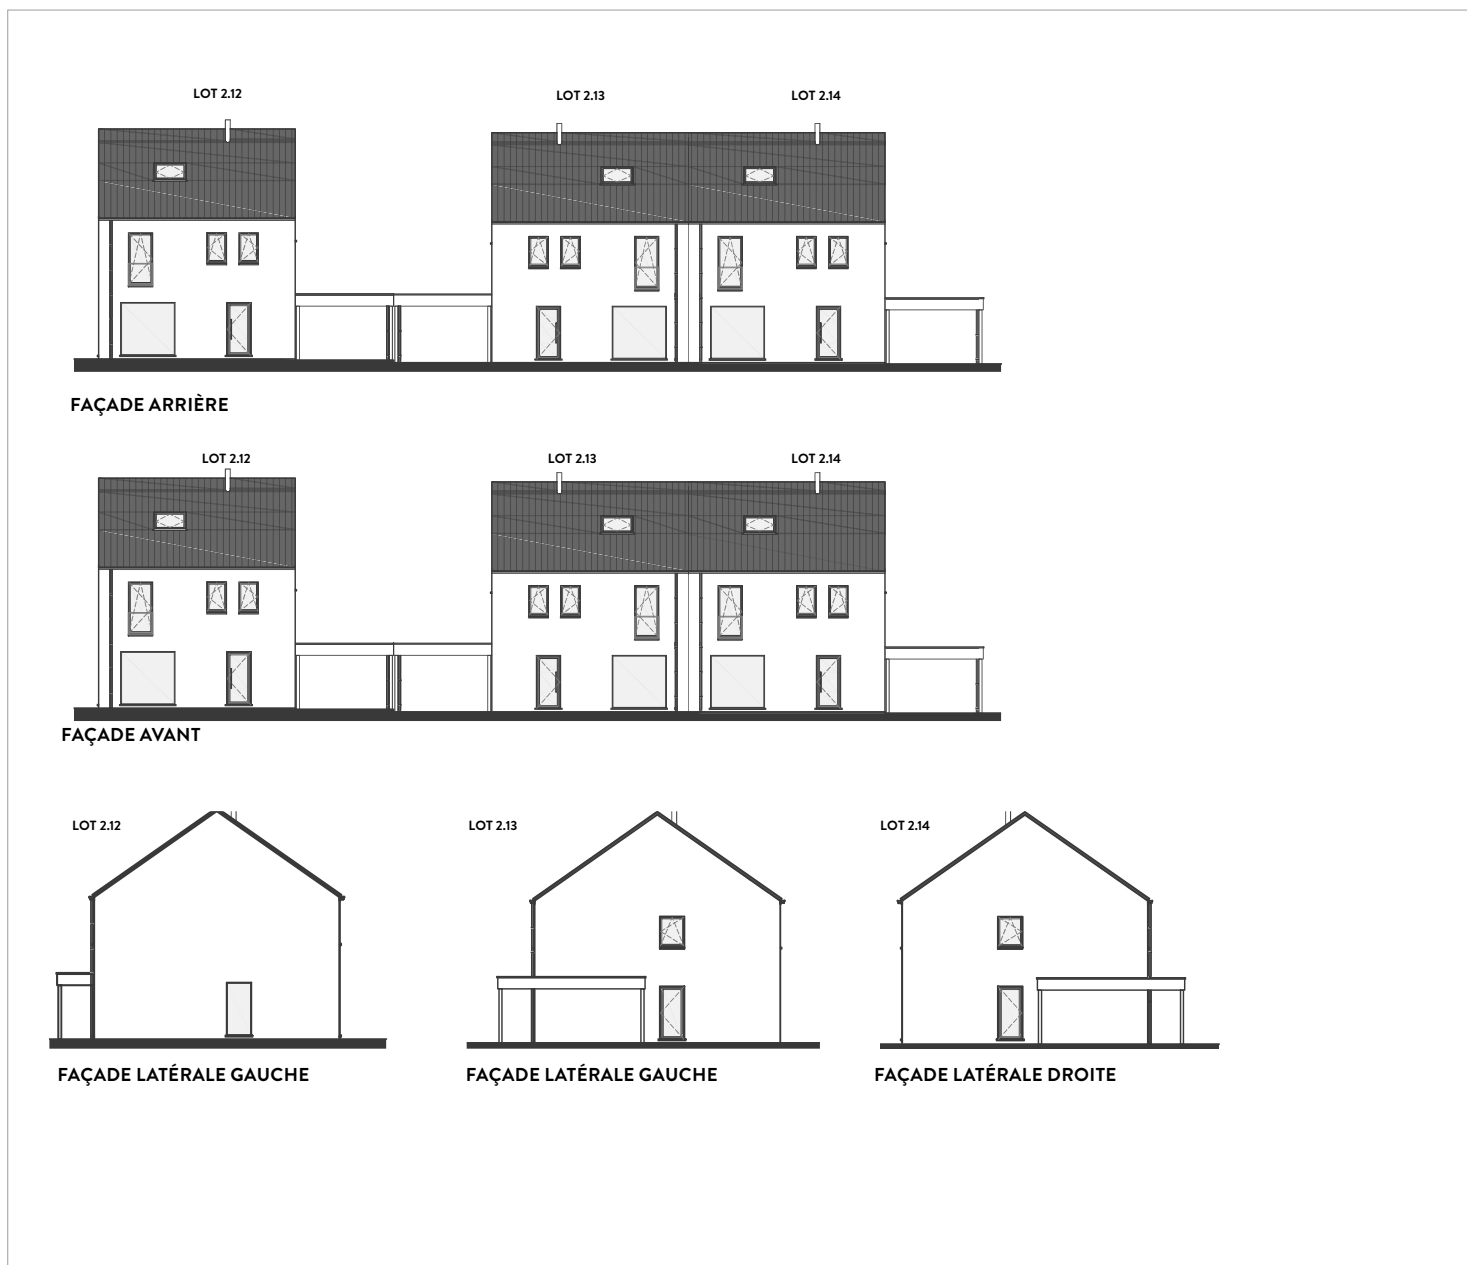 LOT 2.12
LOT 2.13
LOT 2.14
FAÇADE ARRIÈRE
LOT 2.12
LOT 2.13
LOT 2.14
FAÇADE AVANT
LOT 2.12
LOT 2.13
LOT 2.14
FAÇADE LATÉRALE GAUCHE
FAÇADE LATÉRALE GAUCHE
FAÇADE LATÉRALE DROITE